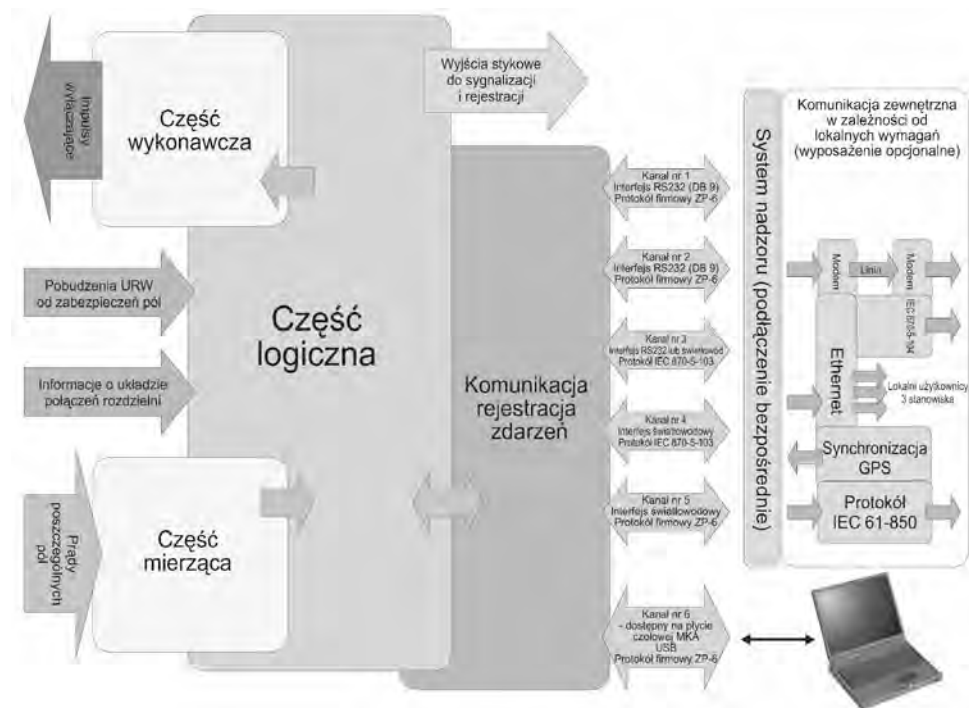 Impulsy
wyłączające
Część
wykonawcza
Wyjścia stykowe
do sygnalizacji
i rejestracji
Pobudzenia URW
od zabezpieczeń pól
Informacje o układzie
połączeń rozdzielni
Prądy
poszczególnych
pól
Część
mierząca
Część
logiczna
Komunikacja
rejestracja
zdarzeń
Kanał nr 1
Interfejs RS232 (DB 9)
Protokół firmowy ZP-6
Kanał nr 2
Interfejs RS232 (DB 9)
Protokół firmowy ZP-6
Kanał nr 3
Interfejs RS232 lub światłowód
Protokół IEC 870-5-103
Kanał nr 4
Interfejs światłowodowy
Protokół IEC 870-5-103
Kanał nr 5
Interfejs światłowodowy
Protokół firmowy ZP-6
Kanał nr 6
- dostępny na płycie
czołowej MKA
USB
Protokół firmowy ZP-6
System nadzoru (podłączenie bezpośrednie)
Komunikacja zewnętrzna
w zależności od
lokalnych wymagań
(wyposażenie opcjonalne)
Modem
Linia
Modem
IEC 870-5-104
Ethernet
Lokalni użytkownicy
3 stanowiska
Synchronizacja
GPS
Protokół
IEC 61-850